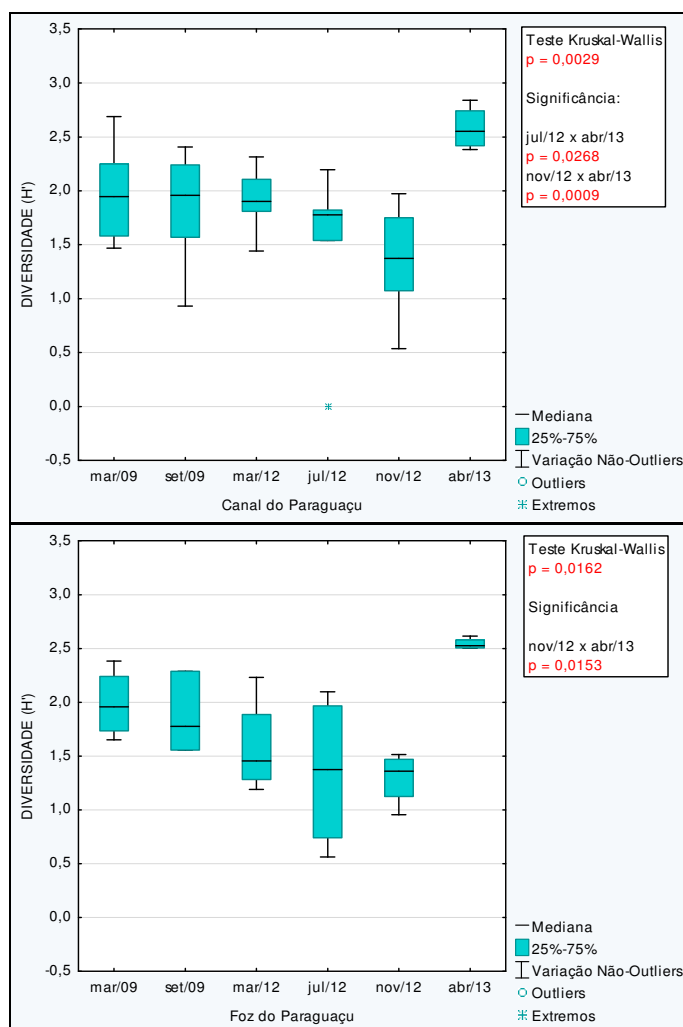 3,5
3,0
2,5
2,0
1,5
1,0
0,5
0,0
-0,5
DIVERSIDADE (H')
mar/09 set/09 mar/12 jul/12 nov/12 abr/13
Canal do Paraguaçu
Teste Kruskal-Wallis
p = 0,0029
Significância:
jul/12 x abr/13
p = 0,0268
nov/12 x abr/13
p = 0,0009
Mediana
25%-75%
Variação Não-Outliers
Outliers
Extremos
3,5
3,0
2,5
2,0
1,5
1,0
0,5
0,0
-0,5
DIVERSIDADE (H')
mar/09 set/09 mar/12 jul/12 nov/12 abr/13
Foz do Paraguaçu
Teste Kruskal-Wallis
p = 0,0162
Significância
nov/12 x abr/13
p = 0,0153
Mediana
25%-75%
Variação Não-Outliers
Outliers
Extremos